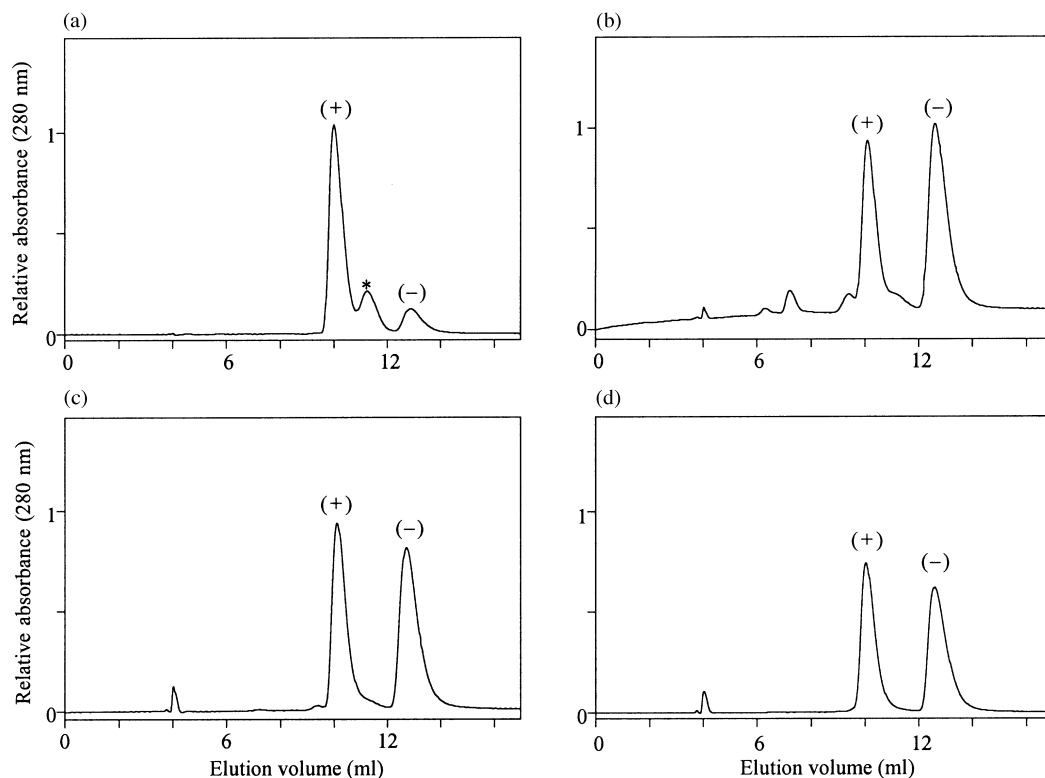 (a)
Relative absorbance (280 nm)
1
0
(+)
*
(−)
0 6 12
(b)
1
0
(+)
(−)
0 6 12
(c)
Relative absorbance (280 nm)
1
0
(+)
(−)
0 6 12
Elution volume (ml)
(d)
1
0
(+)
(−)
0 6 12
Elution volume (ml)